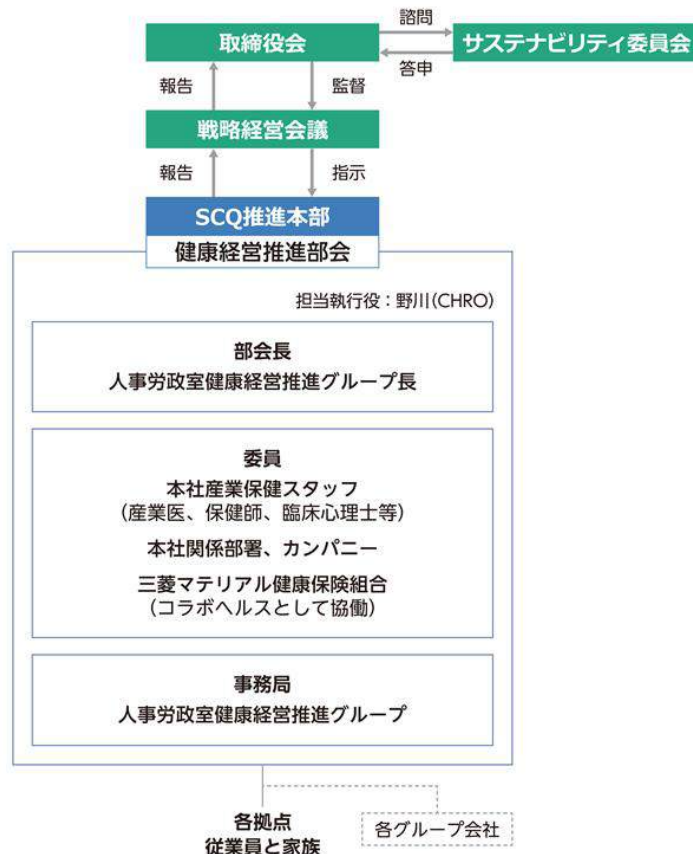 取締役会
諮問
サステナビリティ委員会
答申
報告
監督
戦略経営会議
報告
指示
SCQ推進本部
健康経営推進部会
担当執行役：野川(CHRO)
部会長
人事労政室健康経営推進グループ長
委員
本社産業保健スタッフ
（産業医、保健師、臨床心理士等）
本社関係部署、カンパニー
三菱マテリアル健康保険組合
（コラボヘルスとして協働）
事務局
人事労政室健康経営推進グループ
各拠点
従業員と家族
各グループ会社